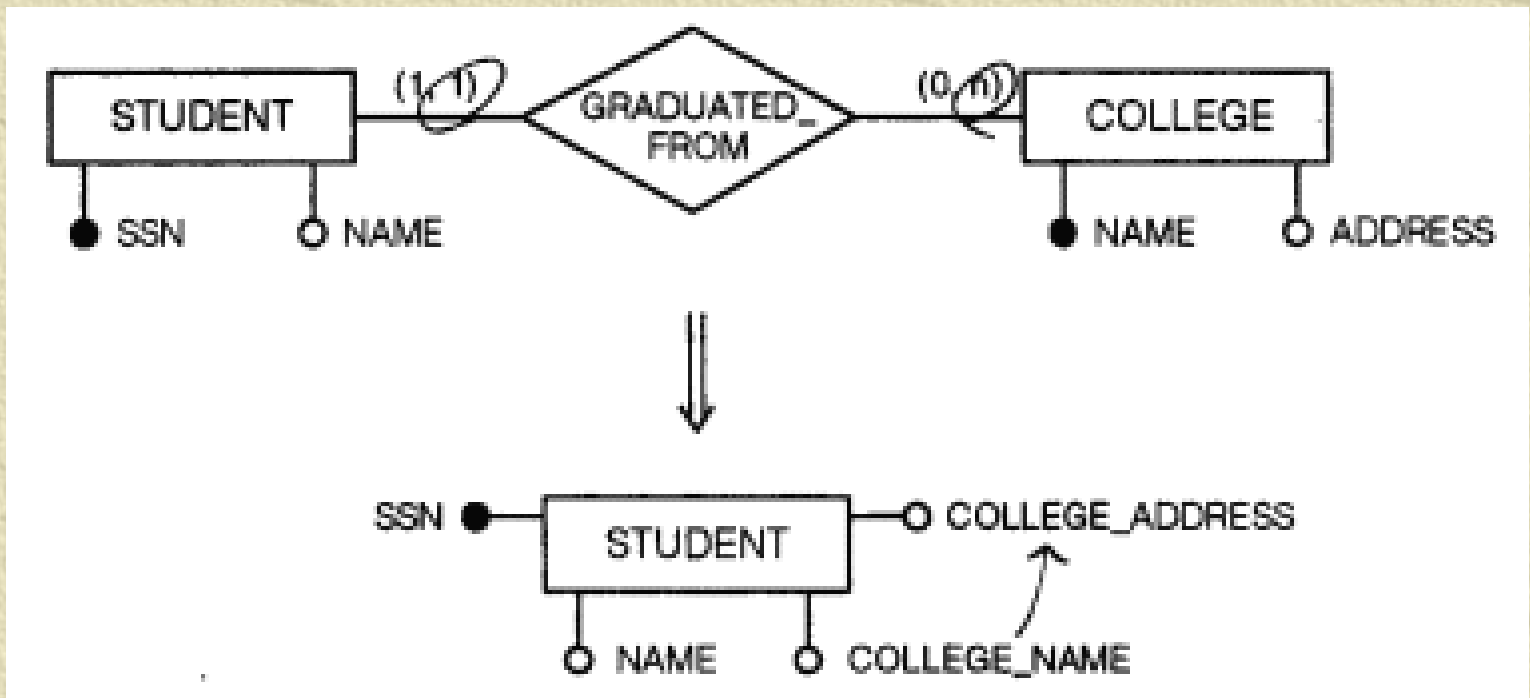 (1, 1)
(0, n)
STUDENT
GRADUATED_
FROM
COLLEGE
SSN
NAME
NAME
ADDRESS
SSN
COLLEGE_ADDRESS
STUDENT
NAME
COLLEGE_NAME